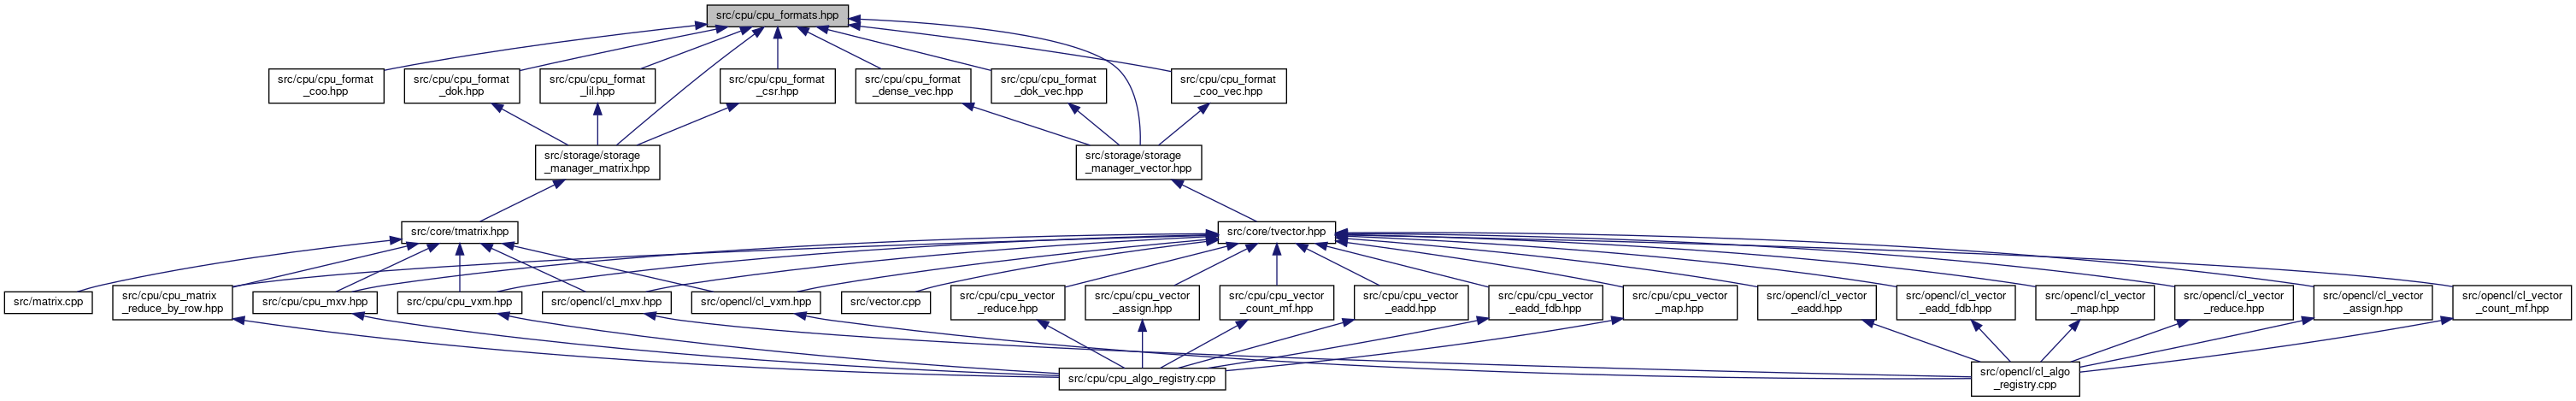 src/cpu/cpu_formats.hpp
src/cpu/cpu_format
_coo.hpp
src/cpu/cpu_format
_dok.hpp
src/cpu/cpu_format
_lil.hpp
src/cpu/cpu_format
_csr.hpp
src/cpu/cpu_format
_dense_vec.hpp
src/cpu/cpu_format
_dok_vec.hpp
src/cpu/cpu_format
_coo_vec.hpp
src/storage/storage
_manager_matrix.hpp
src/storage/storage
_manager_vector.hpp
src/core/tmatrix.hpp
src/core/tvector.hpp
src/matrix.cpp
src/cpu/cpu_matrix
_reduce_by_row.hpp
src/cpu/cpu_mxv.hpp
src/cpu/cpu_vxm.hpp
src/opencl/cl_mxv.hpp
src/opencl/cl_vxm.hpp
src/vector.cpp
src/cpu/cpu_vector
_reduce.hpp
src/cpu/cpu_vector
_assign.hpp
src/cpu/cpu_vector
_count_mf.hpp
src/cpu/cpu_vector
_eadd.hpp
src/cpu/cpu_vector
_eadd_fdb.hpp
src/cpu/cpu_vector
_map.hpp
src/opencl/cl_vector
_eadd.hpp
src/opencl/cl_vector
_eadd_fdb.hpp
src/opencl/cl_vector
_map.hpp
src/opencl/cl_vector
_reduce.hpp
src/opencl/cl_vector
_assign.hpp
src/opencl/cl_vector
_count_mf.hpp
src/cpu/cpu_algo_registry.cpp
src/opencl/cl_algo
_registry.cpp